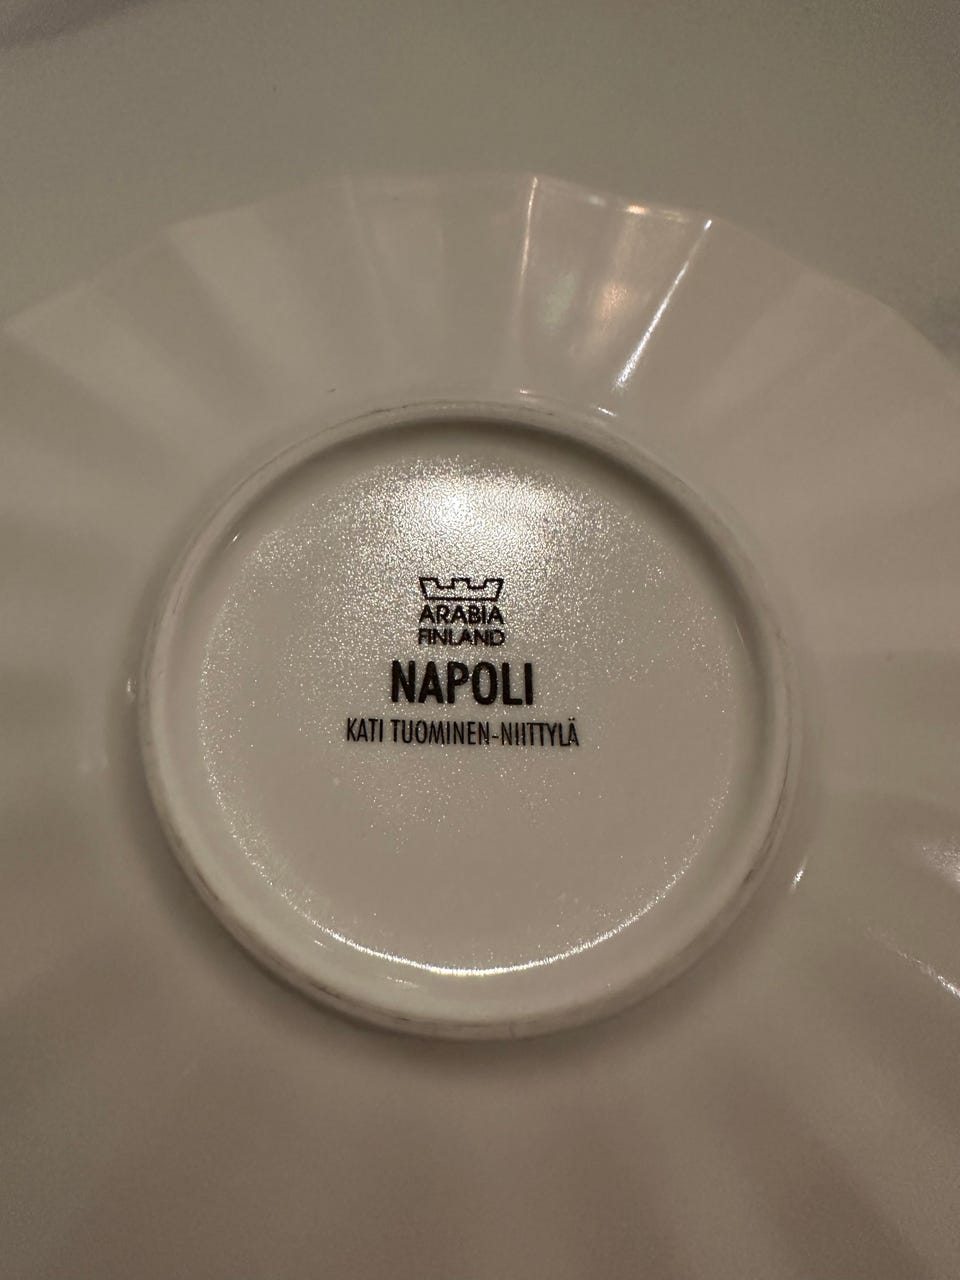 ARABIA
FINLAND
NAPOLI
KATI TUOMINEN-NIITTYLÄ